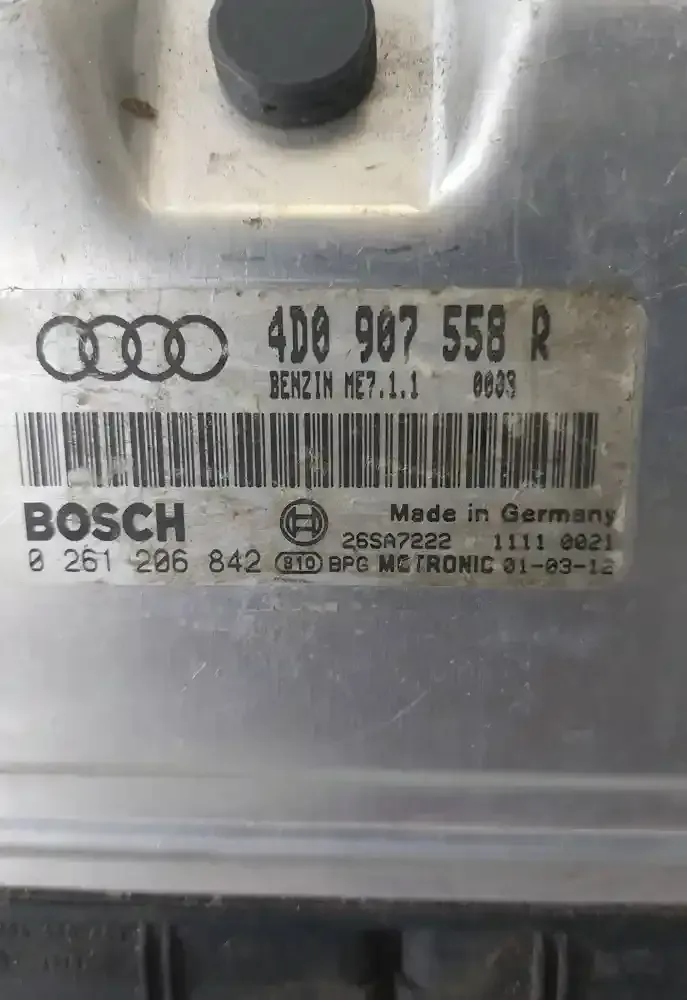 4D0 907 558 R
BENZIN ME7.1.1 0003
BOSCH
Made in Germany
26SA7222 1111 0021
0 261 206 842 810 BPG MOTRONIC 01-03-12